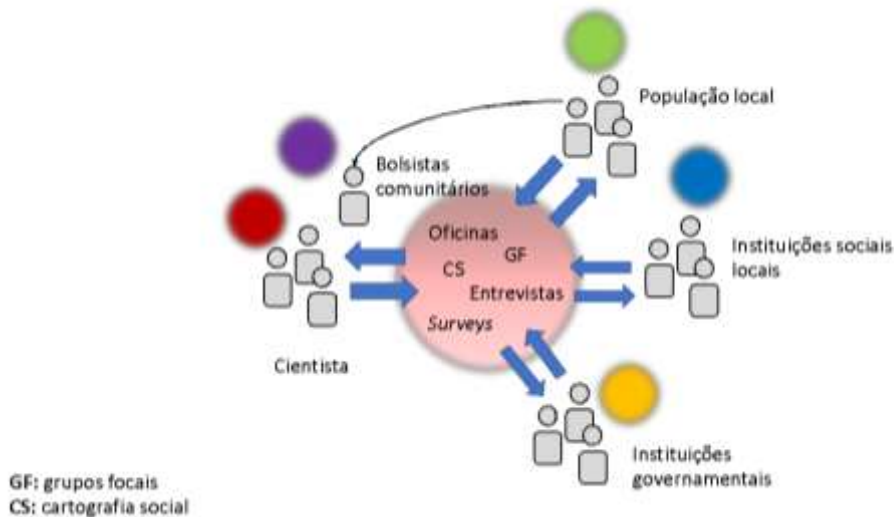 População local
Bolsistas
comunitários
Oficinas
GF
CS
Entrevistas
Surveys
Instituições sociais
locais
Cientista
Instituições
governamentais
GF: grupos focais
CS: cartografia social